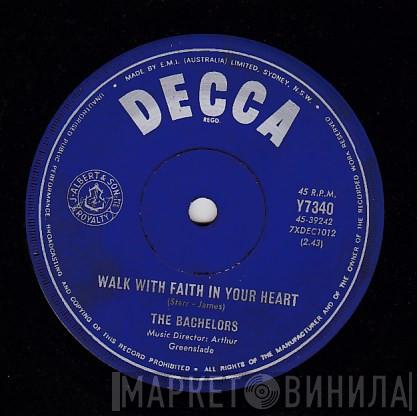 MADE BY E.M.I. (AUSTRALIA) LIMITED, SYDNEY, N.S.W.
DECCA
REGD.
J. ALBERT & SON
ROYALTY
45 R.P.M.
Y7340
45-39242
7XDEC1012
(2.43)
WALK WITH FAITH IN YOUR HEART
(Starr - James)
THE BACHELORS
Music Director: Arthur
Greenslade
UNAUTHORISED PUBLIC PERFORMANCE BROADCASTING AND COPYING OF THIS RECORD PROHIBITED • ALL RIGHTS OF THE MANUFACTURER AND OF THE OWNER OF THE RECORDED WORK RESERVED
МАРКЕТ ВИНИЛА